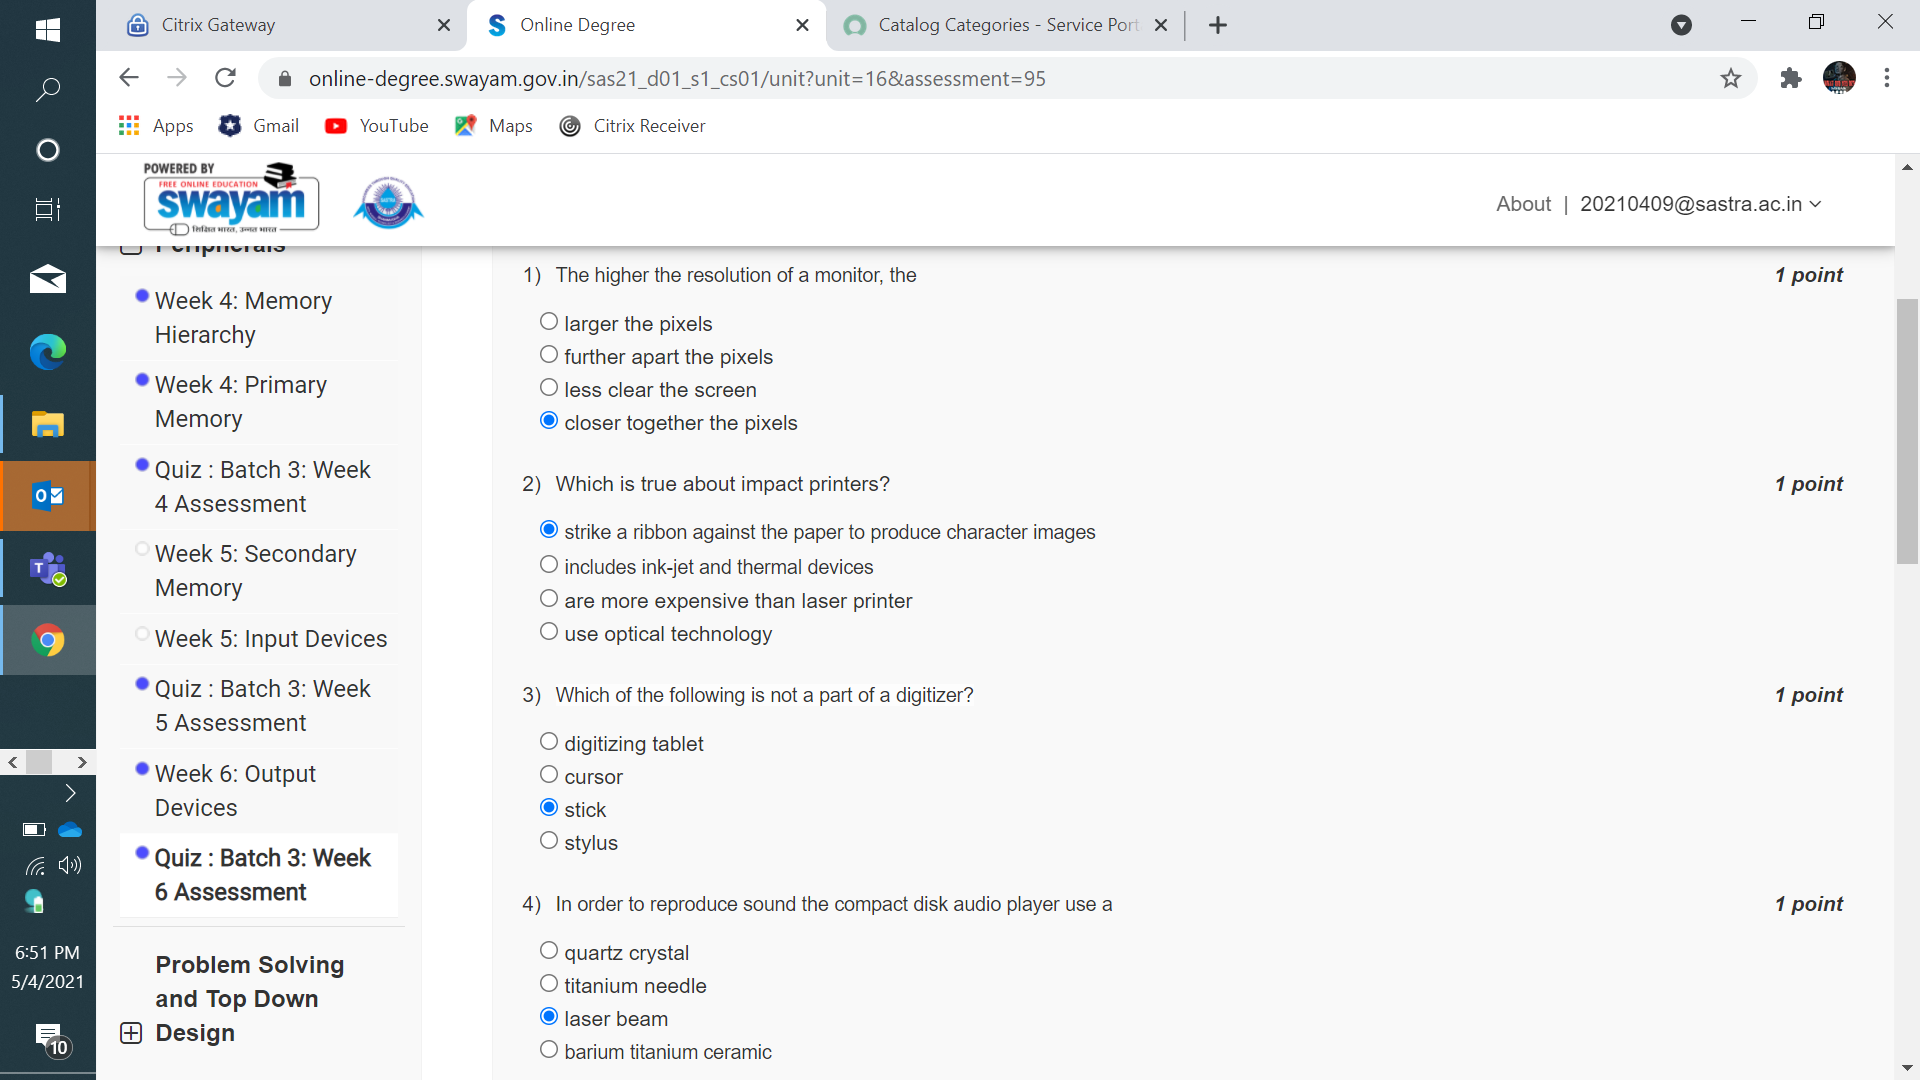 Citrix Gateway
Online Degree
Catalog Categories - Service Port
online-degree.swayam.gov.in/sas21_d01_s1_cs01/unit?unit=16&assessment=95
Apps
Gmail
YouTube
Maps
Citrix Receiver
POWERED BY
FREE ONLINE EDUCATION
swayam
शिक्षित भारत, उन्नत भारत
About | 20210409@sastra.ac.in
Peripherals
Week 4: Memory
Hierarchy
Week 4: Primary
Memory
Quiz : Batch 3: Week
4 Assessment
Week 5: Secondary
Memory
Week 5: Input Devices
Quiz : Batch 3: Week
5 Assessment
Week 6: Output
Devices
Quiz : Batch 3: Week
6 Assessment
Problem Solving
and Top Down
Design
1) The higher the resolution of a monitor, the
1 point
larger the pixels
further apart the pixels
less clear the screen
closer together the pixels
2) Which is true about impact printers?
1 point
strike a ribbon against the paper to produce character images
includes ink-jet and thermal devices
are more expensive than laser printer
use optical technology
3) Which of the following is not a part of a digitizer?
1 point
digitizing tablet
cursor
stick
stylus
4) In order to reproduce sound the compact disk audio player use a
1 point
quartz crystal
titanium needle
laser beam
barium titanium ceramic
6:51 PM
5/4/2021
10